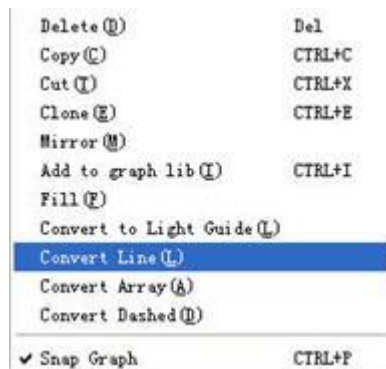 Delete(D) Del
Copy(C) CTRL+C
Cut(T) CTRL+X
Clone(E) CTRL+E
Mirror(M)
Add to graph lib(I) CTRL+I
Fill(F)
Convert to Light Guide(L)
Convert Line(L)
Convert Array(A)
Convert Dashed(D)
✔ Snap Graph CTRL+P